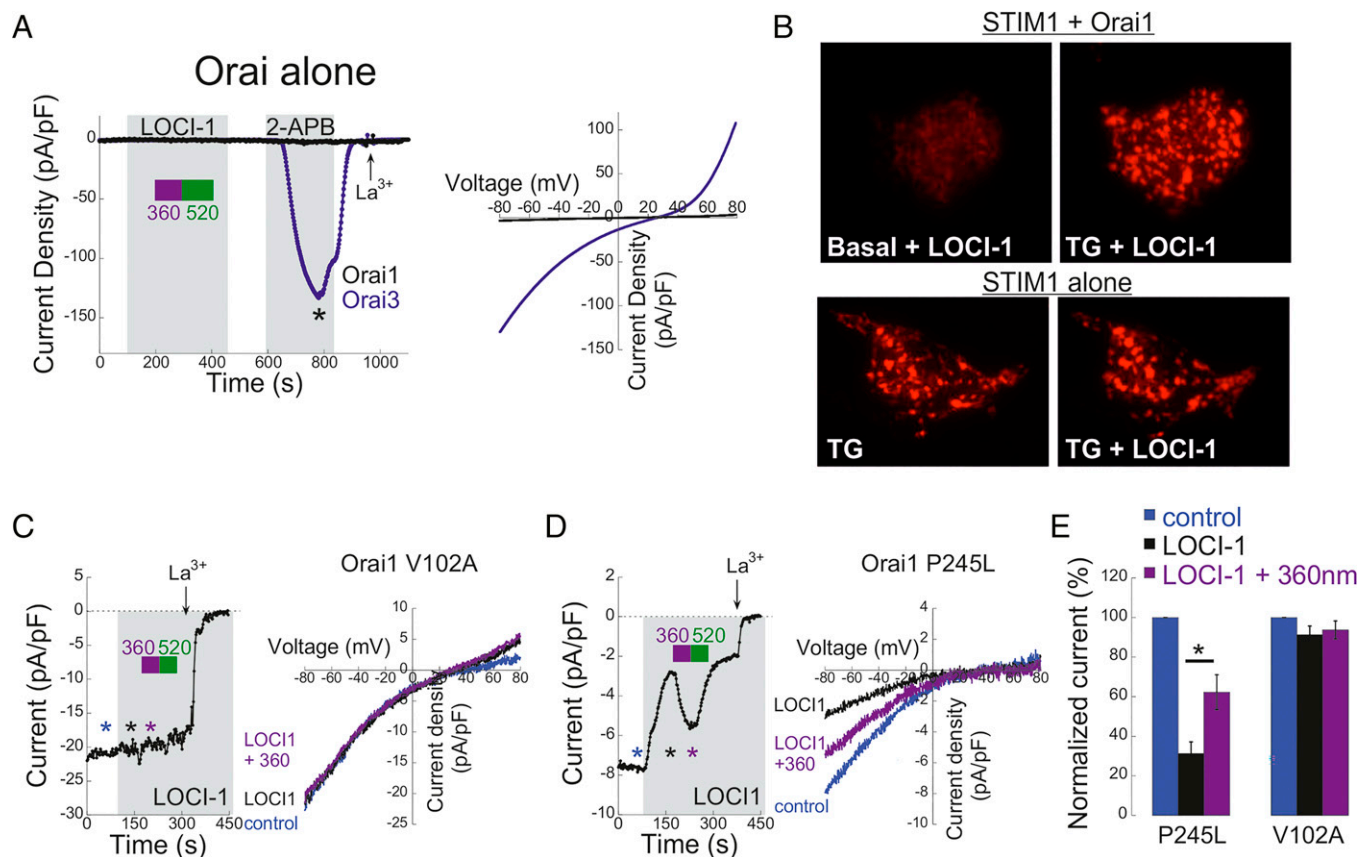 A
Orai alone
LOCI-1
2-APB
0
-50
-100
-150
Current Density (pA/pF)
360 520
La3+
Orai1
Orai3
*
0 200 400 600 800 1000
Time (s)
100
50
0
-50
-100
-150
Voltage (mV)
-80 -60 -40 -20 0 20 40 60 80
Current Density
(pA/pF)
B
STIM1 + Orai1
Basal + LOCI-1
TG + LOCI-1
STIM1 alone
TG
TG + LOCI-1
C
La3+
Orai1 V102A
0
-5
-10
-15
-20
-25
-30
Current (pA/pF)
360 520
* * *
LOCI-1
0 150 300 450
Time (s)
10
5
0
-5
-10
-15
-20
-25
Voltage (mV)
-80 -60 -40 -20 0 20 40 60 80
Current density
(pA/pF)
LOCI1
+ 360
LOCI1
control
D
La3+
Orai1 P245L
0
-2
-4
-6
-8
-10
Current (pA/pF)
360 520
* * *
LOCI1
0 150 300 450
Time (s)
4
2
0
-2
-4
-6
-8
Voltage (mV)
-80 -60 -40 -20 0 20 40 60 80
Current density
(pA/pF)
LOCI1
LOCI1
+360
control
E
control
LOCI-1
LOCI-1 + 360nm
Normalized current (%)
100
80
60
40
20
0
*
P245L V102A